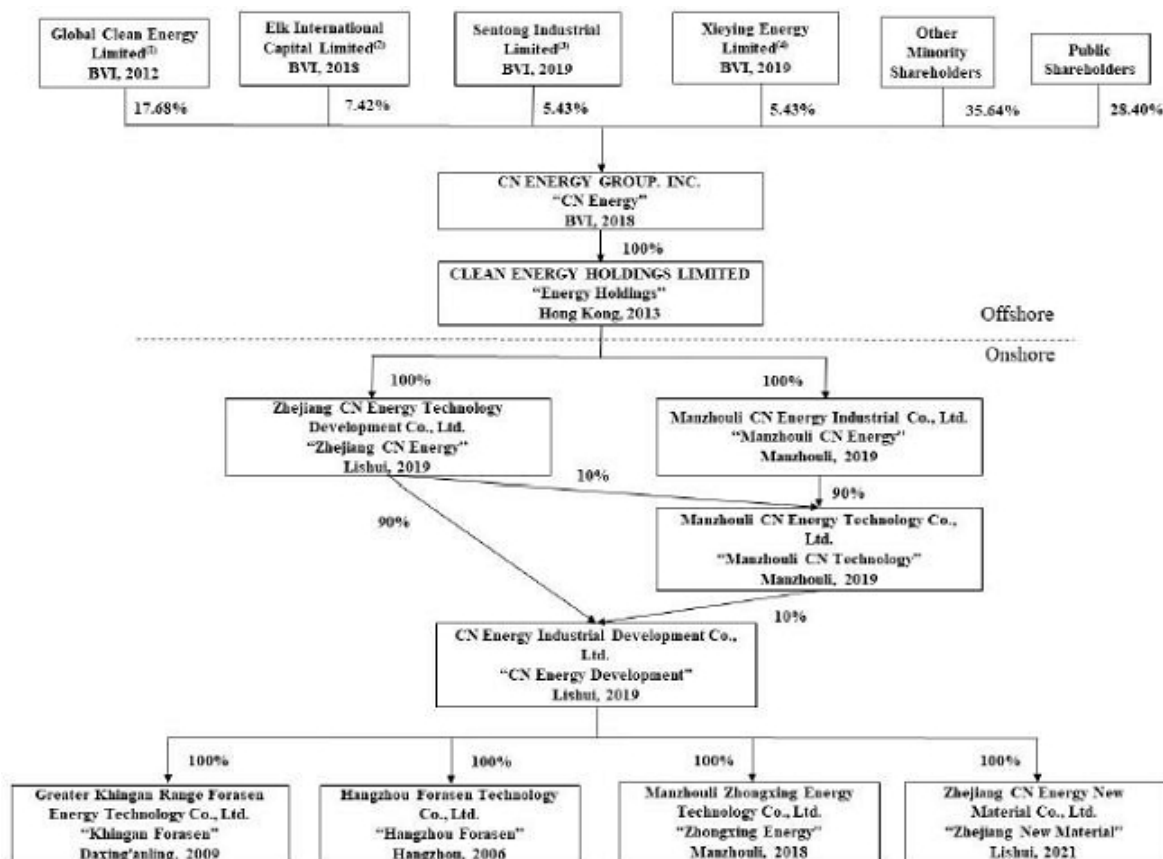 Global Clean Energy
Limited(1)
BVI, 2012
Elk International
Capital Limited(2)
BVI, 2018
Sentong Industrial
Limited(3)
BVI, 2019
Xieying Energy
Limited(4)
BVI, 2019
Other
Minority
Shareholders
Public
Shareholders
17.68%
7.42%
5.43%
5.43%
35.64%
28.40%
CN ENERGY GROUP. INC.
“CN Energy”
BVI, 2018
100%
CLEAN ENERGY HOLDINGS LIMITED
“Energy Holdings”
Hong Kong, 2013
Offshore
Onshore
100%
100%
Zhejiang CN Energy Technology
Development Co., Ltd.
“Zhejiang CN Energy”
Lishui, 2019
Manzhouli CN Energy Industrial Co., Ltd.
“Manzhouli CN Energy”
Manzhouli, 2019
10%
90%
90%
Manzhouli CN Energy Technology Co.,
Ltd.
“Manzhouli CN Technology”
Manzhouli, 2019
10%
CN Energy Industrial Development Co.,
Ltd.
“CN Energy Development”
Lishui, 2019
100%
100%
100%
100%
Greater Khingan Range Forasen
Energy Technology Co., Ltd.
“Khingan Forasen”
Daxing'anling, 2009
Hangzhou Forasen Technology
Co., Ltd.
“Hangzhou Forasen”
Hangzhou, 2006
Manzhouli Zhongxing Energy
Technology Co., Ltd.
“Zhongxing Energy”
Manzhouli, 2018
Zhejiang CN Energy New
Material Co., Ltd.
“Zhejiang New Material”
Lishui, 2021